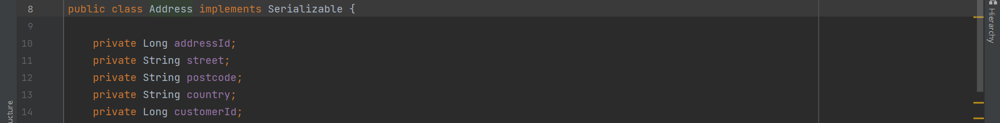 8 public class Address implements Serializable {
9
10 private Long addressId;
11 private String street;
12 private String postcode;
13 private String country;
14 private Long customerId;
Hierarchy
ucture